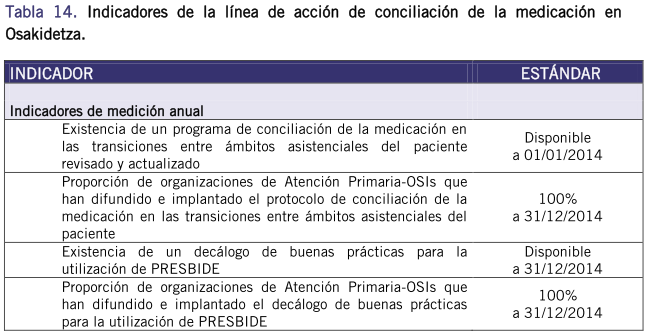 Tabla 14. Indicadores de la línea de acción de conciliación de la medicación en
Osakidetza.
INDICADOR ESTÁNDAR
Indicadores de medición anual
Existencia de un programa de conciliación de la medicación en
las transiciones entre ámbitos asistenciales del paciente
revisado y actualizado
Disponible
a 01/01/2014
Proporción de organizaciones de Atención Primaria-OSIs que
han difundido e implantado el protocolo de conciliación de la
medicación en las transiciones entre ámbitos asistenciales del
paciente
100%
a 31/12/2014
Existencia de un decálogo de buenas prácticas para la
utilización de PRESBIDE
Disponible
a 31/12/2014
Proporción de organizaciones de Atención Primaria-OSIs que
han difundido e implantado el decálogo de buenas prácticas
para la utilización de PRESBIDE
100%
a 31/12/2014